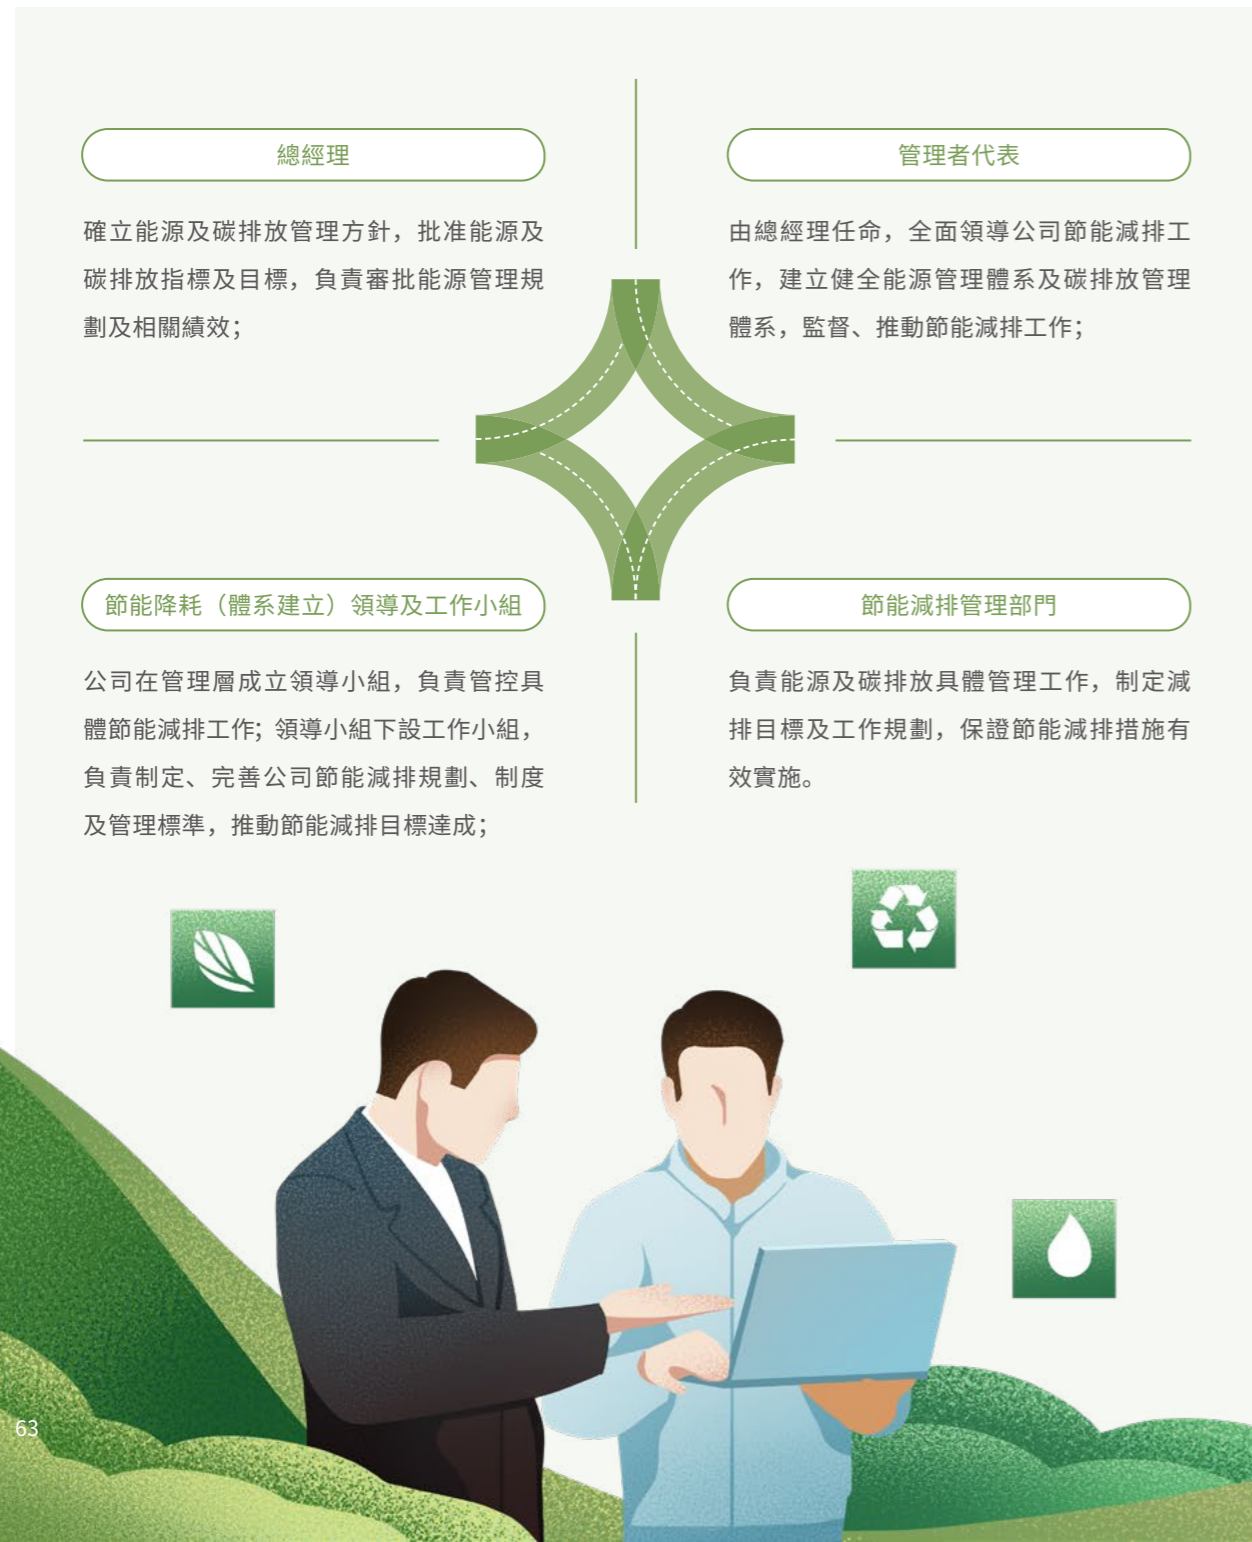 總經理
確立能源及碳排放管理方針，批准能源及
碳排放指標及目標，負責審批能源管理規
劃及相關績效；
管理者代表
由總經理任命，全面領導公司節能減排工
作，建立健全能源管理體系及碳排放管理
體系，監督、推動節能減排工作；
節能降耗（體系建立）領導及工作小組
公司在管理層成立領導小組，負責管控具
體節能減排工作；領導小組下設工作小組，
負責制定、完善公司節能減排規劃、制度
及管理標準，推動節能減排目標達成；
節能減排管理部門
負責能源及碳排放具體管理工作，制定減
排目標及工作規劃，保證節能減排措施有
效實施。
63